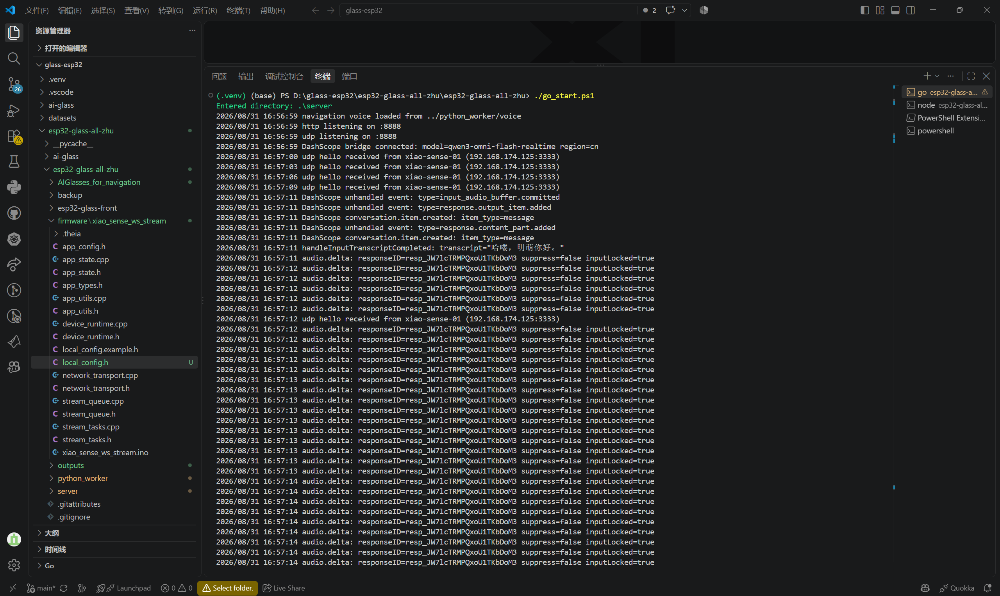 文件(F) 编辑(E) 选择(S) 查看(V) 转到(G) 运行(R) 终端(T) 帮助(H) glass-esp32 2
资源管理器
打开的编辑器
glass-esp32
.venv
.vscode
ai-glass
datasets
esp32-glass-all-zhu
__pycache__
ai-glass
esp32-glass-all-zhu
AIGlasses_for_navigation
backup
esp32-glass-front
firmware\xiao_sense_ws_stream
.theia
app_config.h
app_state.cpp
app_state.h
app_types.h
app_utils.cpp
app_utils.h
device_runtime.cpp
device_runtime.h
local_config.example.h
local_config.h U
network_transport.cpp
network_transport.h
stream_queue.cpp
stream_queue.h
stream_tasks.cpp
stream_tasks.h
xiao_sense_ws_stream.ino
outputs
python_worker
server
.gitattributes
.gitignore
大纲
时间线
Go
26
问题 输出 调试控制台 终端 端口
(.venv) (base) PS D:\glass-esp32\esp32-glass-all-zhu\esp32-glass-all-zhu> ./go_start.ps1
Entered directory: .\server
2026/08/31 16:56:59 navigation voice loaded from ../python_worker/voice
2026/08/31 16:56:59 http listening on :8888
2026/08/31 16:56:59 udp listening on :8888
2026/08/31 16:56:59 DashScope bridge connected: model=qwen3-omni-flash-realtime region=cn
2026/08/31 16:57:00 udp hello received from xiao-sense-01 (192.168.174.125:3333)
2026/08/31 16:57:03 udp hello received from xiao-sense-01 (192.168.174.125:3333)
2026/08/31 16:57:06 udp hello received from xiao-sense-01 (192.168.174.125:3333)
2026/08/31 16:57:09 udp hello received from xiao-sense-01 (192.168.174.125:3333)
2026/08/31 16:57:11 DashScope unhandled event: type=input_audio_buffer.committed
2026/08/31 16:57:11 DashScope unhandled event: type=response.output_item.added
2026/08/31 16:57:11 DashScope conversation.item.created: item_type=message
2026/08/31 16:57:11 DashScope unhandled event: type=response.content_part.added
2026/08/31 16:57:11 DashScope conversation.item.created: item_type=message
2026/08/31 16:57:11 handleInputTranscriptCompleted: transcript="哈喽，明萌你好。"
2026/08/31 16:57:11 audio.delta: responseID=resp_JW7lcTRMPQxoU1TKbDoM3 suppress=false inputLocked=true
2026/08/31 16:57:12 audio.delta: responseID=resp_JW7lcTRMPQxoU1TKbDoM3 suppress=false inputLocked=true
2026/08/31 16:57:12 audio.delta: responseID=resp_JW7lcTRMPQxoU1TKbDoM3 suppress=false inputLocked=true
2026/08/31 16:57:12 audio.delta: responseID=resp_JW7lcTRMPQxoU1TKbDoM3 suppress=false inputLocked=true
2026/08/31 16:57:12 audio.delta: responseID=resp_JW7lcTRMPQxoU1TKbDoM3 suppress=false inputLocked=true
2026/08/31 16:57:12 audio.delta: responseID=resp_JW7lcTRMPQxoU1TKbDoM3 suppress=false inputLocked=true
2026/08/31 16:57:12 udp hello received from xiao-sense-01 (192.168.174.125:3333)
2026/08/31 16:57:12 audio.delta: responseID=resp_JW7lcTRMPQxoU1TKbDoM3 suppress=false inputLocked=true
2026/08/31 16:57:12 audio.delta: responseID=resp_JW7lcTRMPQxoU1TKbDoM3 suppress=false inputLocked=true
2026/08/31 16:57:12 audio.delta: responseID=resp_JW7lcTRMPQxoU1TKbDoM3 suppress=false inputLocked=true
2026/08/31 16:57:12 audio.delta: responseID=resp_JW7lcTRMPQxoU1TKbDoM3 suppress=false inputLocked=true
2026/08/31 16:57:12 audio.delta: responseID=resp_JW7lcTRMPQxoU1TKbDoM3 suppress=false inputLocked=true
2026/08/31 16:57:13 audio.delta: responseID=resp_JW7lcTRMPQxoU1TKbDoM3 suppress=false inputLocked=true
2026/08/31 16:57:13 audio.delta: responseID=resp_JW7lcTRMPQxoU1TKbDoM3 suppress=false inputLocked=true
2026/08/31 16:57:13 audio.delta: responseID=resp_JW7lcTRMPQxoU1TKbDoM3 suppress=false inputLocked=true
2026/08/31 16:57:13 audio.delta: responseID=resp_JW7lcTRMPQxoU1TKbDoM3 suppress=false inputLocked=true
2026/08/31 16:57:13 audio.delta: responseID=resp_JW7lcTRMPQxoU1TKbDoM3 suppress=false inputLocked=true
2026/08/31 16:57:13 audio.delta: responseID=resp_JW7lcTRMPQxoU1TKbDoM3 suppress=false inputLocked=true
2026/08/31 16:57:13 audio.delta: responseID=resp_JW7lcTRMPQxoU1TKbDoM3 suppress=false inputLocked=true
2026/08/31 16:57:13 audio.delta: responseID=resp_JW7lcTRMPQxoU1TKbDoM3 suppress=false inputLocked=true
2026/08/31 16:57:13 audio.delta: responseID=resp_JW7lcTRMPQxoU1TKbDoM3 suppress=false inputLocked=true
2026/08/31 16:57:13 audio.delta: responseID=resp_JW7lcTRMPQxoU1TKbDoM3 suppress=false inputLocked=true
2026/08/31 16:57:14 audio.delta: responseID=resp_JW7lcTRMPQxoU1TKbDoM3 suppress=false inputLocked=true
2026/08/31 16:57:14 audio.delta: responseID=resp_JW7lcTRMPQxoU1TKbDoM3 suppress=false inputLocked=true
2026/08/31 16:57:14 audio.delta: responseID=resp_JW7lcTRMPQxoU1TKbDoM3 suppress=false inputLocked=true
2026/08/31 16:57:14 audio.delta: responseID=resp_JW7lcTRMPQxoU1TKbDoM3 suppress=false inputLocked=true
2026/08/31 16:57:14 audio.delta: responseID=resp_JW7lcTRMPQxoU1TKbDoM3 suppress=false inputLocked=true
2026/08/31 16:57:14 audio.delta: responseID=resp_JW7lcTRMPQxoU1TKbDoM3 suppress=false inputLocked=true
2026/08/31 16:57:14 audio.delta: responseID=resp_JW7lcTRMPQxoU1TKbDoM3 suppress=false inputLocked=true
2026/08/31 16:57:14 audio.delta: responseID=resp_JW7lcTRMPQxoU1TKbDoM3 suppress=false inputLocked=true
2026/08/31 16:57:14 audio.delta: responseID=resp_JW7lcTRMPQxoU1TKbDoM3 suppress=false inputLocked=true
go esp32-glass-a...
node esp32-glass-al...
PowerShell Extensi...
powershell
main* Launchpad 0 0 Select folder. Live Share Quokka